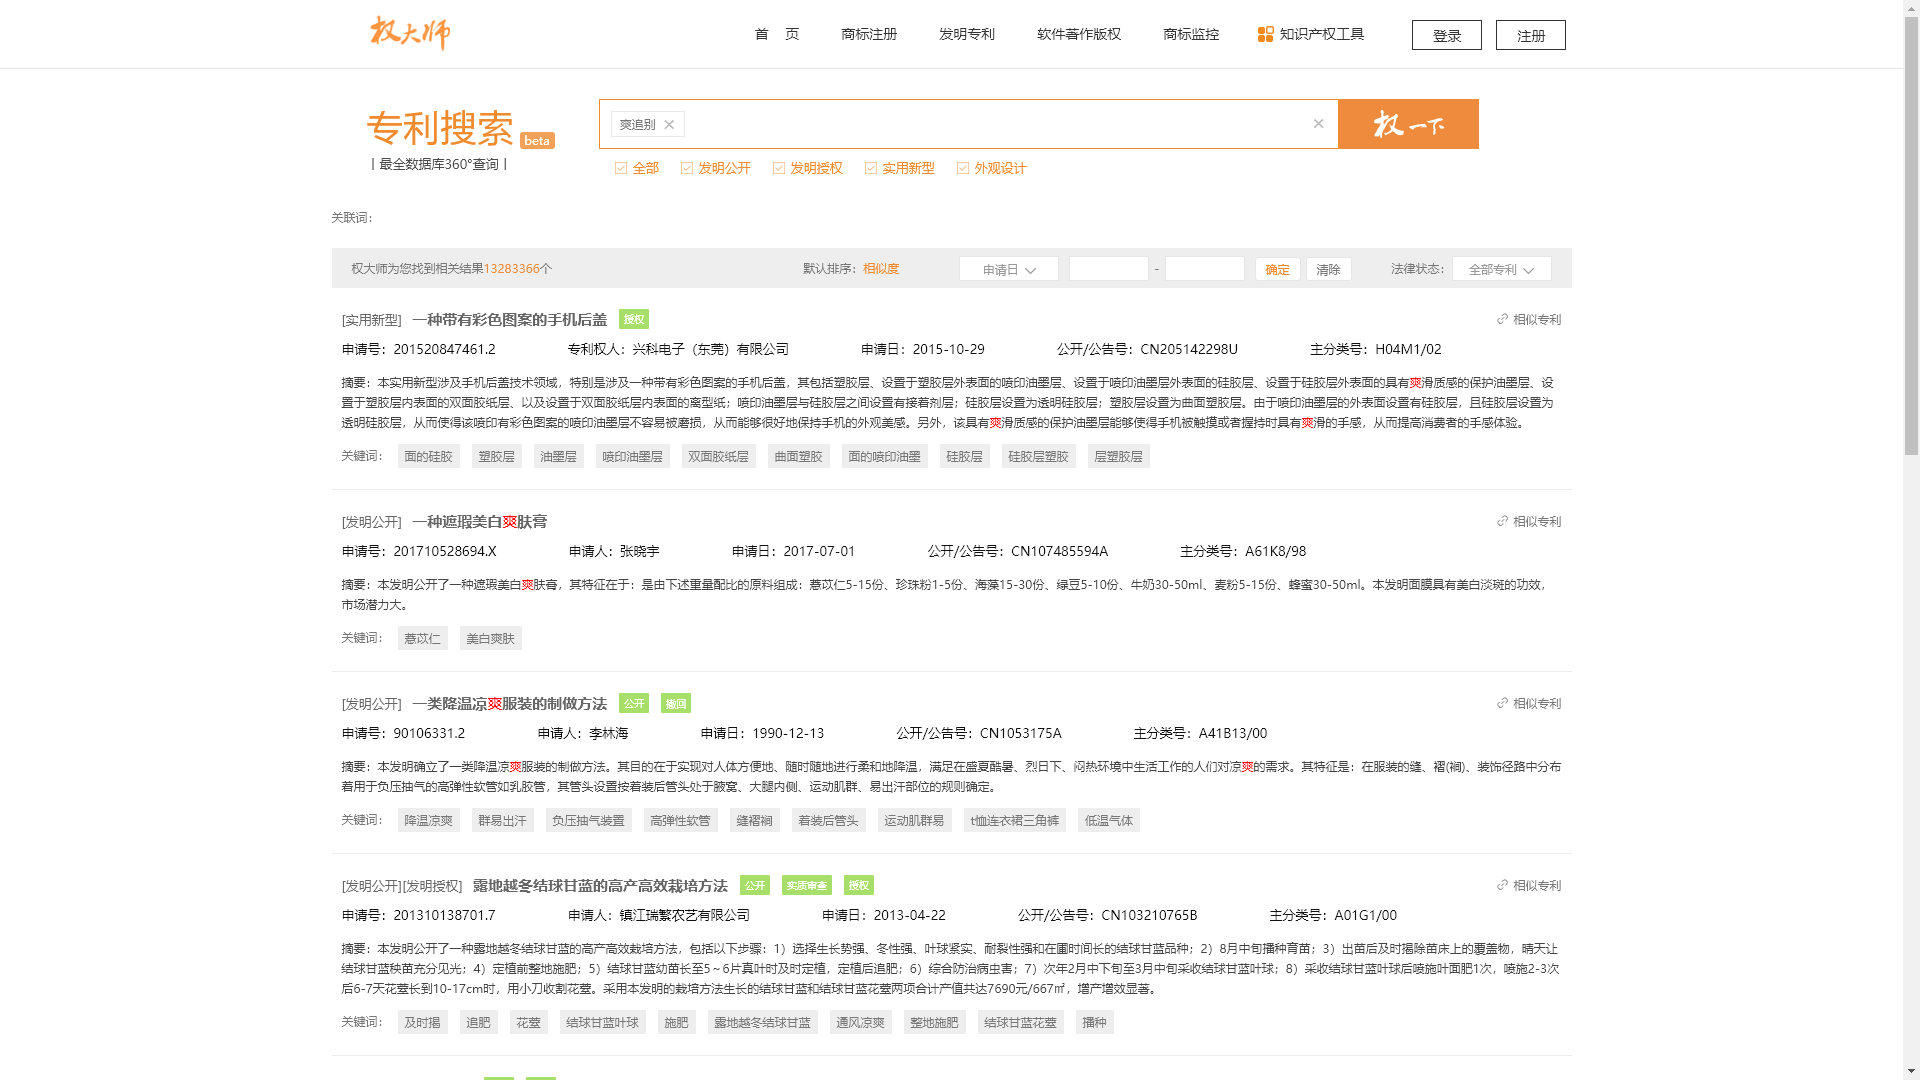 权大师
首 页
商标注册
发明专利
软件著作版权
商标监控
知识产权工具
登录
注册
专利搜索 beta
丨最全数据库360°查询丨
爽追别
权一下
全部 发明公开 发明授权 实用新型 外观设计
关联词：
权大师为您找到相关结果13283366个 默认排序：相似度 申请日 - 确定 清除 法律状态： 全部专利
[实用新型] 一种带有彩色图案的手机后盖 授权 相似专利
申请号：201520847461.2 专利权人：兴科电子（东莞）有限公司 申请日：2015-10-29 公开/公告号：CN205142298U 主分类号：H04M1/02
摘要：本实用新型涉及手机后盖技术领域，特别是涉及一种带有彩色图案的手机后盖，其包括塑胶层、设置于塑胶层外表面的喷印油墨层、设置于喷印油墨层外表面的硅胶层、设置于硅胶层外表面的具有爽滑质感的保护油墨层、设
置于塑胶层内表面的双面胶纸层、以及设置于双面胶纸层内表面的离型纸；喷印油墨层与硅胶层之间设置有接着剂层；硅胶层设置为透明硅胶层；塑胶层设置为曲面塑胶层。由于喷印油墨层的外表面设置有硅胶层，且硅胶层设置为
透明硅胶层，从而使得该喷印有彩色图案的喷印油墨层不容易被磨损，从而能够很好地保持手机的外观美感。另外，该具有爽滑质感的保护油墨层能够使得手机被触摸或者握持时具有爽滑的手感，从而提高消费者的手感体验。
关键词： 面的硅胶 塑胶层 油墨层 喷印油墨层 双面胶纸层 曲面塑胶 面的喷印油墨 硅胶层 硅胶层塑胶 层塑胶层
[发明公开] 一种遮瑕美白爽肤膏 相似专利
申请号：201710528694.X 申请人：张晓宇 申请日：2017-07-01 公开/公告号：CN107485594A 主分类号：A61K8/98
摘要：本发明公开了一种遮瑕美白爽肤膏，其特征在于：是由下述重量配比的原料组成：薏苡仁5-15份、珍珠粉1-5份、海藻15-30份、绿豆5-10份、牛奶30-50ml、麦粉5-15份、蜂蜜30-50ml。本发明面膜具有美白淡斑的功效，
市场潜力大。
关键词： 薏苡仁 美白爽肤
[发明公开] 一类降温凉爽服装的制做方法 公开 撤回 相似专利
申请号：90106331.2 申请人：李林海 申请日：1990-12-13 公开/公告号：CN1053175A 主分类号：A41B13/00
摘要：本发明确立了一类降温凉爽服装的制做方法。其目的在于实现对人体方便地、随时随地进行柔和地降温，满足在盛夏酷暑、烈日下、闷热环境中生活工作的人们对凉爽的需求。其特征是：在服装的缝、褶(裥)、装饰径路中分布
着用于负压抽气的高弹性软管如乳胶管，其管头设置按着装后管头处于腋窝、大腿内侧、运动肌群、易出汗部位的规则确定。
关键词： 降温凉爽 群易出汗 负压抽气装置 高弹性软管 缝褶裥 着装后管头 运动肌群易 t恤连衣裙三角裤 低温气体
[发明公开][发明授权] 露地越冬结球甘蓝的高产高效栽培方法 公开 实质审查 授权 相似专利
申请号：201310138701.7 申请人：镇江瑞繁农艺有限公司 申请日：2013-04-22 公开/公告号：CN103210765B 主分类号：A01G1/00
摘要：本发明公开了一种露地越冬结球甘蓝的高产高效栽培方法，包括以下步骤：1）选择生长势强、冬性强、叶球紧实、耐裂性强和在圃时间长的结球甘蓝品种；2）8月中旬播种育苗；3）出苗后及时揭除苗床上的覆盖物，晴天让
结球甘蓝秧苗充分见光；4）定植前整地施肥；5）结球甘蓝幼苗长至5～6片真叶时及时定植，定植后追肥；6）综合防治病虫害；7）次年2月中下旬至3月中旬采收结球甘蓝叶球；8）采收结球甘蓝叶球后喷施叶面肥1次，喷施2-3次
后6-7天花薹长到10-17cm时，用小刀收割花薹。采用本发明的栽培方法生长的结球甘蓝和结球甘蓝花薹两项合计产值共达7690元/667㎡，增产增效显著。
关键词： 及时揭 追肥 花薹 结球甘蓝叶球 施肥 露地越冬结球甘蓝 通风凉爽 整地施肥 结球甘蓝花薹 播种